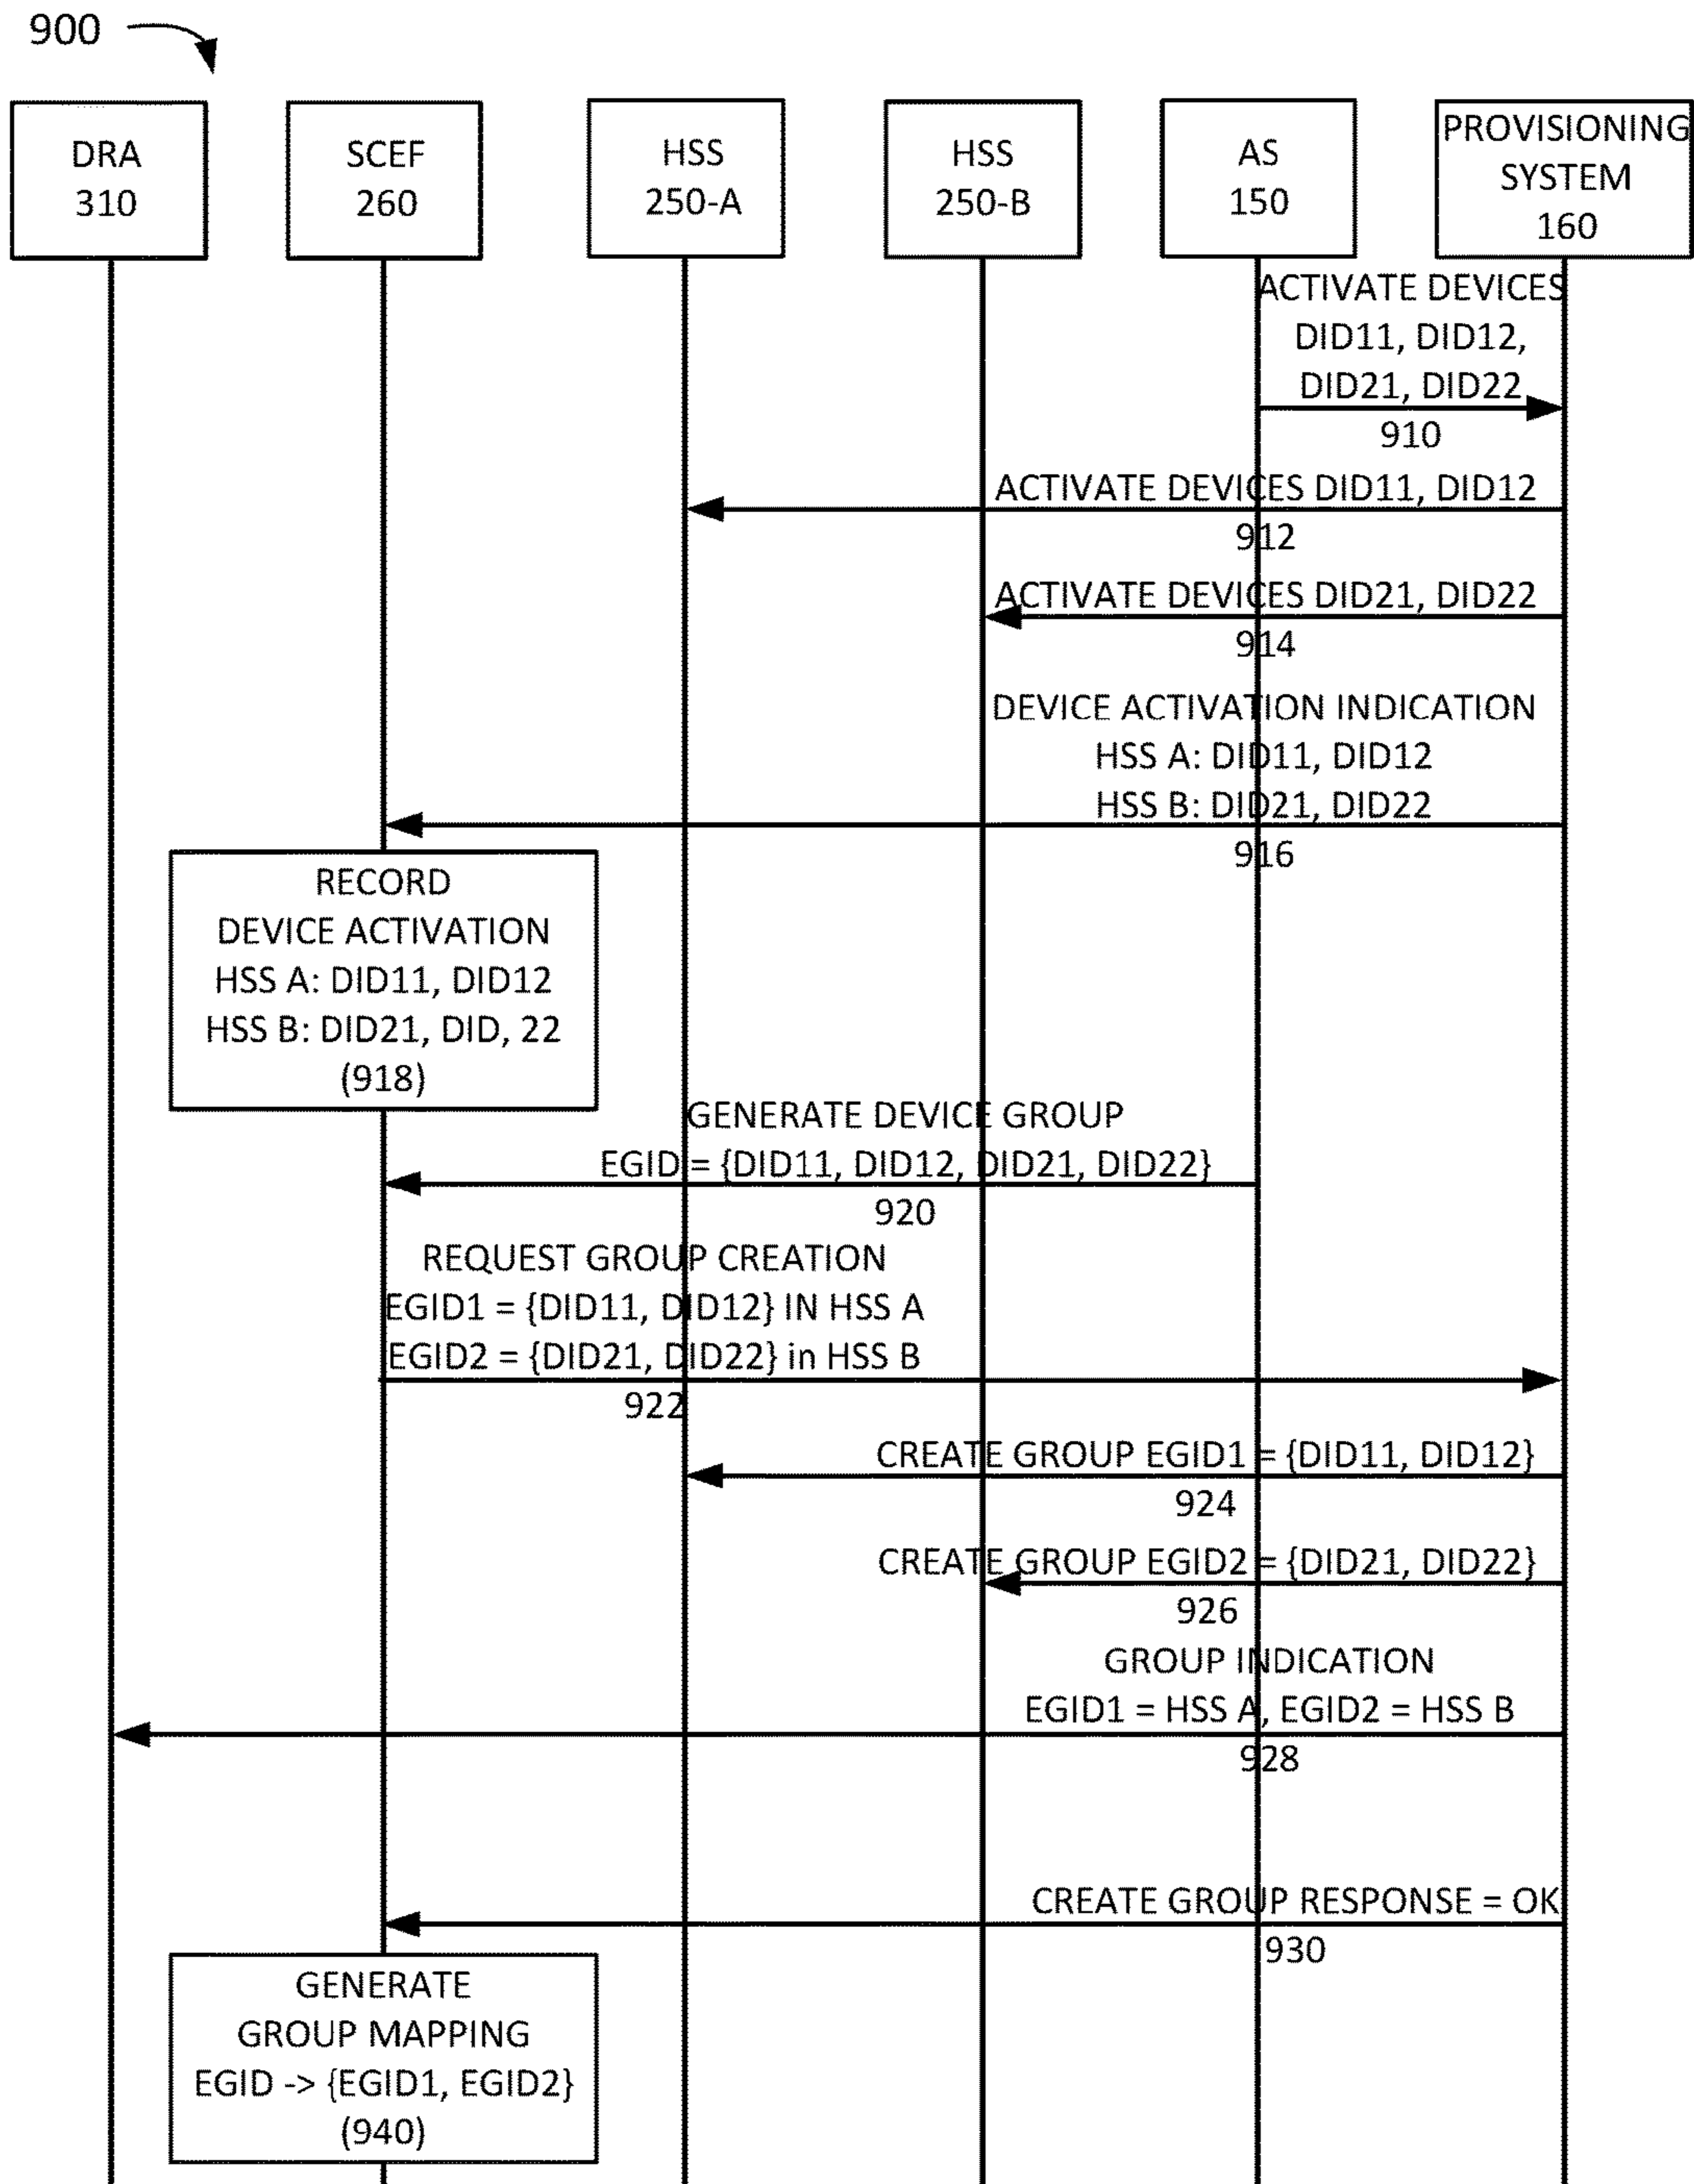 900
DRA
310
SCEF
260
HSS
250-A
HSS
250-B
AS
150
PROVISIONING
SYSTEM
160
ACTIVATE DEVICES
DID11, DID12,
DID21, DID22
910
ACTIVATE DEVICES DID11, DID12
912
ACTIVATE DEVICES DID21, DID22
914
DEVICE ACTIVATION INDICATION
HSS A: DID11, DID12
HSS B: DID21, DID22
916
RECORD
DEVICE ACTIVATION
HSS A: DID11, DID12
HSS B: DID21, DID, 22
(918)
GENERATE DEVICE GROUP
EGID = {DID11, DID12, DID21, DID22}
920
REQUEST GROUP CREATION
EGID1 = {DID11, DID12} IN HSS A
EGID2 = {DID21, DID22} in HSS B
922
CREATE GROUP EGID1 = {DID11, DID12}
924
CREATE GROUP EGID2 = {DID21, DID22}
926
GROUP INDICATION
EGID1 = HSS A, EGID2 = HSS B
928
CREATE GROUP RESPONSE = OK
930
GENERATE
GROUP MAPPING
EGID -> {EGID1, EGID2}
(940)